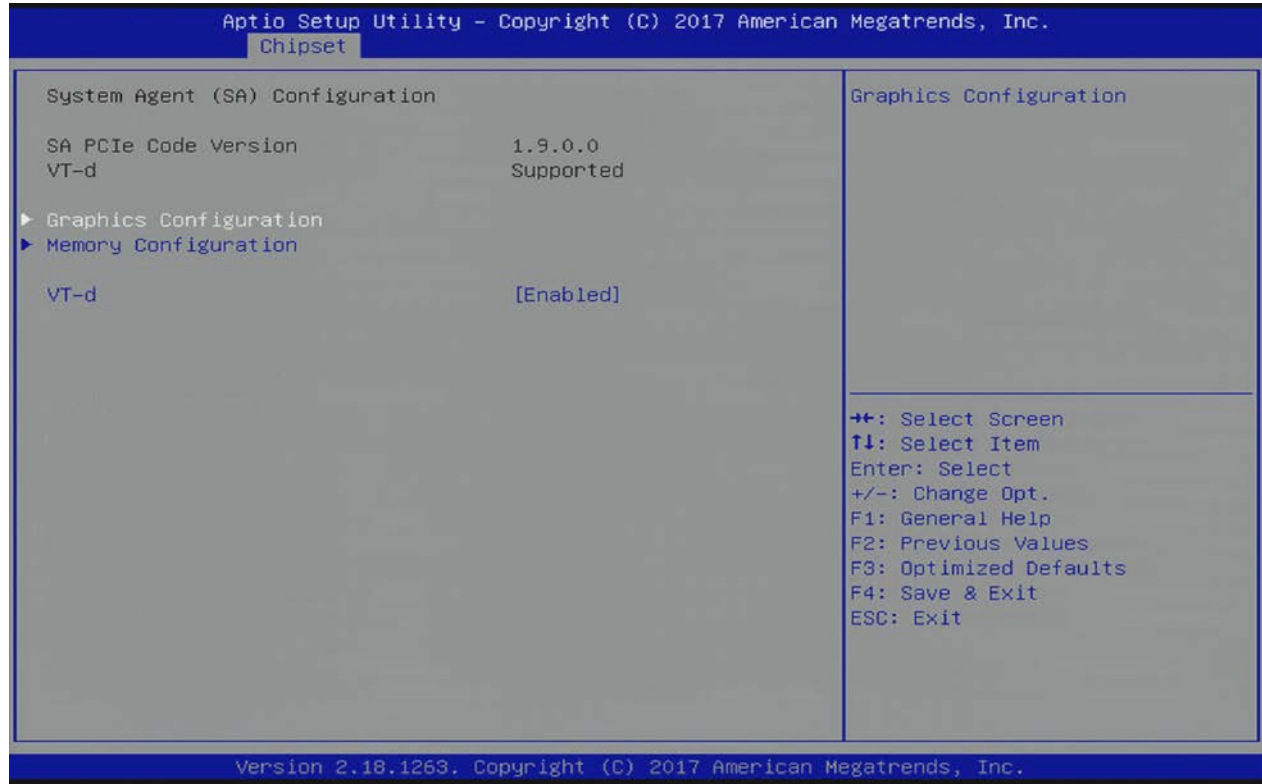 Aptio Setup Utility – Copyright (C) 2017 American Megatrends, Inc.
Chipset
System Agent (SA) Configuration
SA PCIe Code Version 1.9.0.0
VT-d Supported
▶ Graphics Configuration
▶ Memory Configuration
VT-d [Enabled]
Graphics Configuration
→←: Select Screen
↑↓: Select Item
Enter: Select
+/-: Change Opt.
F1: General Help
F2: Previous Values
F3: Optimized Defaults
F4: Save & Exit
ESC: Exit
Version 2.18.1263. Copyright (C) 2017 American Megatrends, Inc.